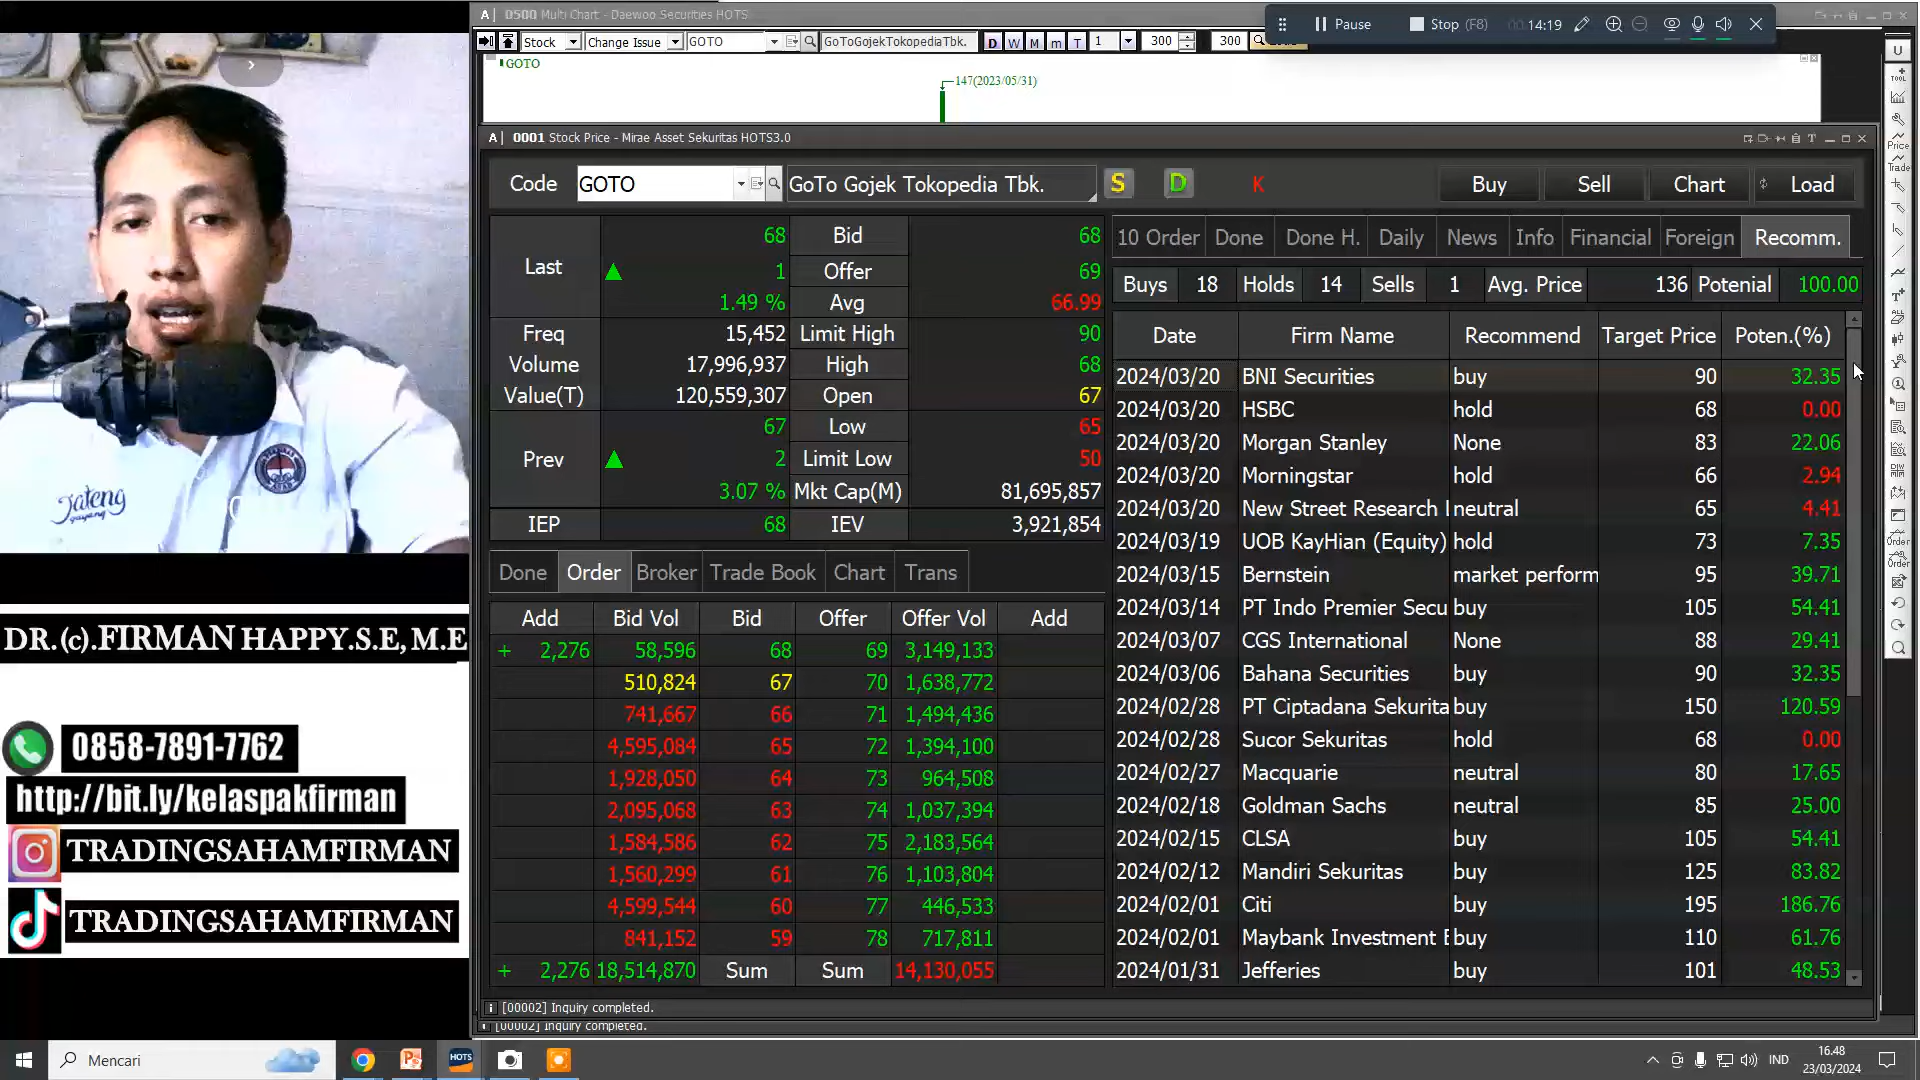 D500 Multi Chart - Daewoo Securities HOTS
Pause Stop (F8) 00:14:19
Stock Change Issue GOTO GoToGojekTokopediaTbk. D W M m T 1 300 300
GOTO
147(2023/05/31)
0001 Stock Price - Mirae Asset Sekuritas HOTS3.0
Code GOTO GoTo Gojek Tokopedia Tbk. S D K Buy Sell Chart Load
10 Order Done Done H. Daily News Info Financial Foreign Recomm.
Buys 18 Holds 14 Sells 1 Avg. Price 136 Potenial 100.00
Last 68 Bid 68
1 Offer 69
1.49 % Avg 66.99
Freq 15,452 Limit High 90
Volume 17,996,937 High 68
Value(T) 120,559,307 Open 67
Prev 67 Low 65
2 Limit Low 50
3.07 % Mkt Cap(M) 81,695,857
IEP 68 IEV 3,921,854
Done Order Broker Trade Book Chart Trans
Add Bid Vol Bid Offer Offer Vol Add
+ 2,276 58,596 68 69 3,149,133
510,824 67 70 1,638,772
741,667 66 71 1,494,436
4,595,084 65 72 1,394,100
1,928,050 64 73 964,508
2,095,068 63 74 1,037,394
1,584,586 62 75 2,183,564
1,560,299 61 76 1,103,804
4,599,544 60 77 446,533
841,152 59 78 717,811
+ 2,276 18,514,870 Sum Sum 14,130,055
Date Firm Name Recommend Target Price Poten.(%)
2024/03/20 BNI Securities buy 90 32.35
2024/03/20 HSBC hold 68 0.00
2024/03/20 Morgan Stanley None 83 22.06
2024/03/20 Morningstar hold 66 2.94
2024/03/20 New Street Research neutral 65 4.41
2024/03/19 UOB KayHian (Equity) hold 73 7.35
2024/03/15 Bernstein market perform 95 39.71
2024/03/14 PT Indo Premier Secu buy 105 54.41
2024/03/07 CGS International None 88 29.41
2024/03/06 Bahana Securities buy 90 32.35
2024/02/28 PT Ciptadana Sekurita buy 150 120.59
2024/02/28 Sucor Sekuritas hold 68 0.00
2024/02/27 Macquarie neutral 80 17.65
2024/02/18 Goldman Sachs neutral 85 25.00
2024/02/15 CLSA buy 105 54.41
2024/02/12 Mandiri Sekuritas buy 125 83.82
2024/02/01 Citi buy 195 186.76
2024/02/01 Maybank Investment buy 110 61.76
2024/01/31 Jefferies buy 101 48.53
[00002] Inquiry completed.
[00002] Inquiry completed.
Jateng
gayeng
DR.(c).FIRMAN HAPPY.S.E, M.E
0858-7891-7762
http://bit.ly/kelaspakfirman
TRADINGSAHAMFIRMAN
TRADINGSAHAMFIRMAN
Mencari HOTS IND 16.48
23/03/2024